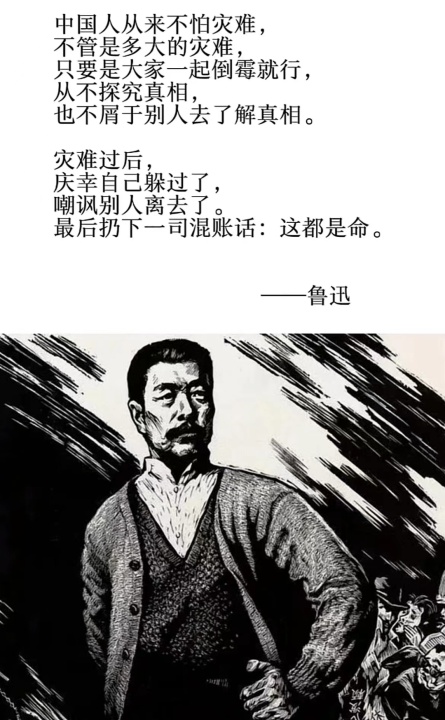 中国人从来不怕灾难，
不管是多大的灾难，
只要是大家一起倒霉就行，
从不探究真相，
也不屑于别人去了解真相。
灾难过后，
庆幸自己躲过了，
嘲讽别人离去了。
最后扔下一司混账话：这都是命。
——鲁迅